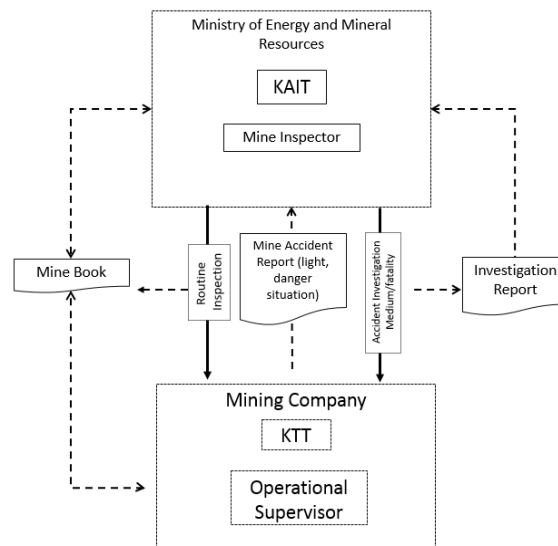 Ministry of Energy and Mineral
Resources
KAIT
Mine Inspector
Mine Book
Routine
Inspection
Mine Accident
Report (light,
danger
situation)
Accident Investigation
Medium/fatality
Investigation
Report
Mining Company
KTT
Operational
Supervisor